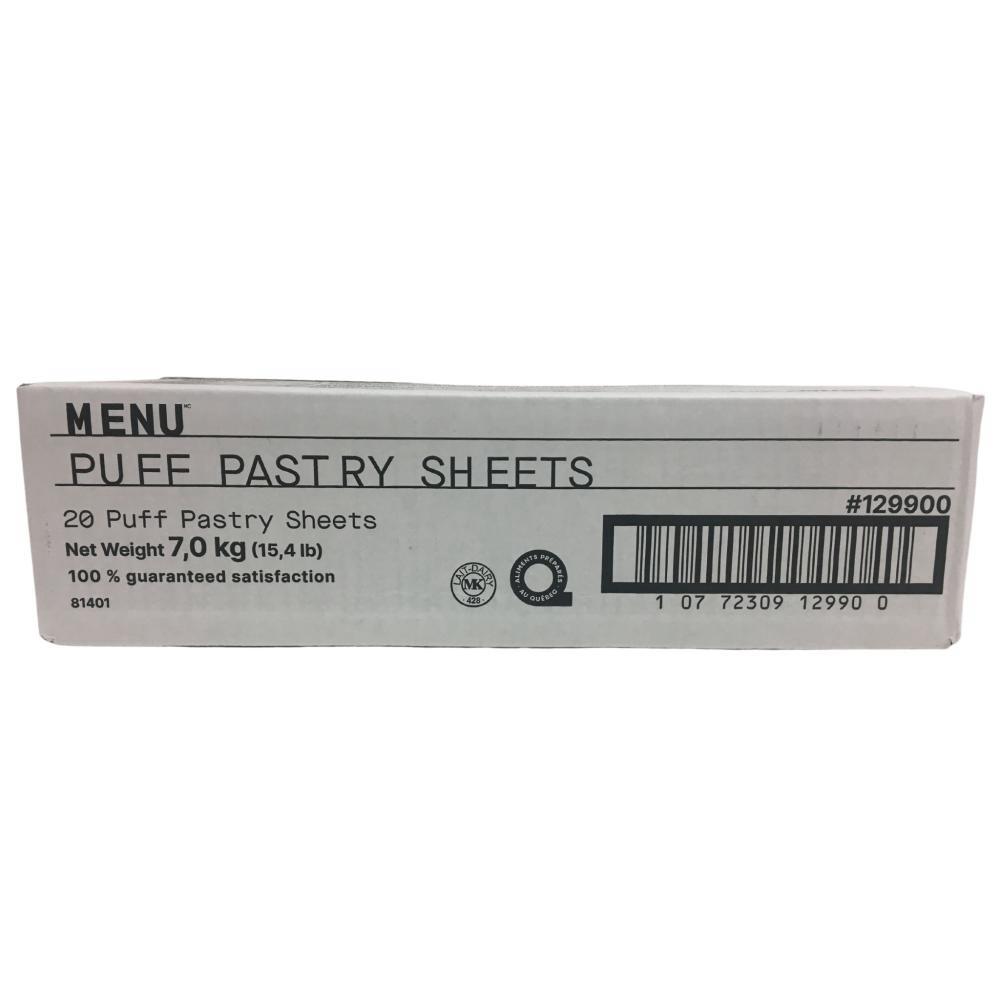 MENU MC
PUFF PASTRY SHEETS
#129900
20 Puff Pastry Sheets
Net Weight 7,0 kg (15,4 lb)
100 % guaranteed satisfaction
81401
LAIT-DAIRY
MK
428
ALIMENTS PRÉPARÉS
AU QUÉBEC
1 07 72309 12990 0